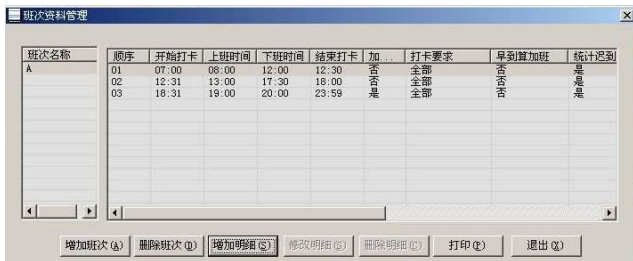 班次资料管理
班次名称
A
顺序 开始打卡 上班时间 下班时间 结束打卡 加... 打卡要求 早到算加班 统计迟到
01 07:00 08:00 12:00 12:30 否 全部 否 是
02 12:31 13:00 17:30 18:00 否 全部 否 是
03 18:31 19:00 20:00 23:59 是 全部 否 是
增加班次(A) 删除班次(D) 增加明细(S) 修改明细(S) 删除明细(C) 打印(P) 退出(X)